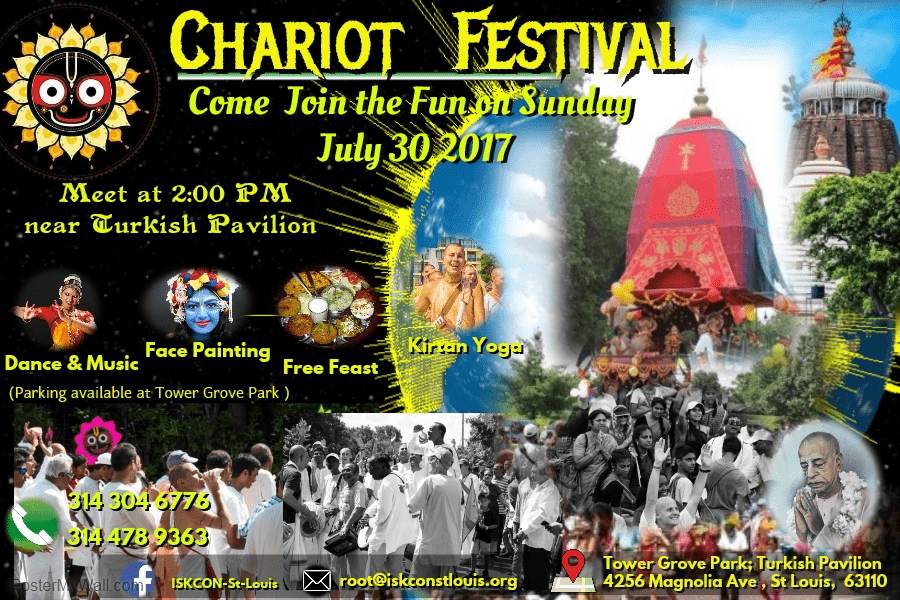 Chariot Festival
Come Join the Fun on Sunday
July 30 2017
Meet at 2:00 PM
near Turkish Pavilion
Dance & Music
Face Painting
Free Feast
Kirtan Yoga
(Parking available at Tower Grove Park )
314 304 6776
314 478 9363
PosterMyWall.com
ISKCON-St-Louis
root@iskconstlouis.org
Tower Grove Park; Turkish Pavilion
4256 Magnolia Ave , St Louis, 63110